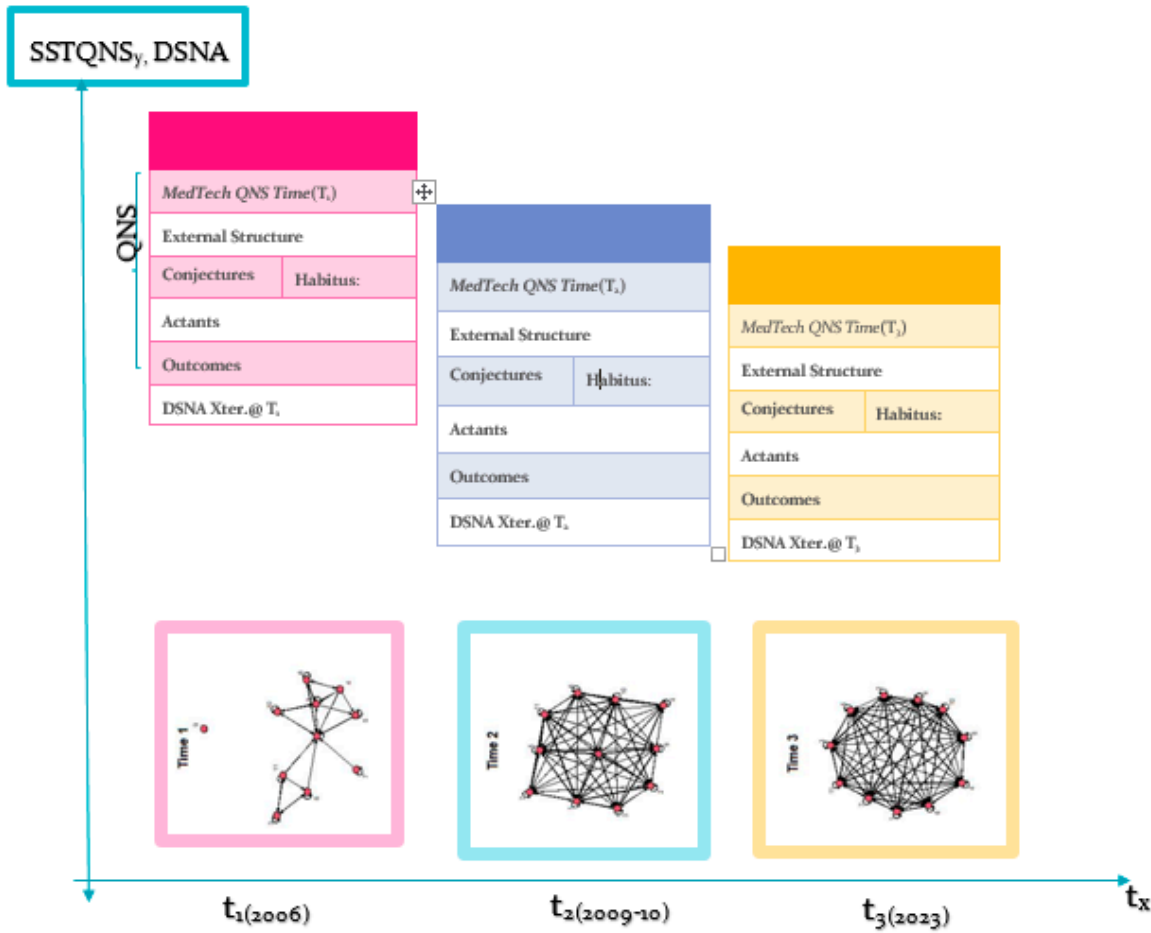 SSTQNSy, DSNA
QNS
MedTech QNS Time(T₁)
External Structure
Conjectures
Habitus:
Actants
Outcomes
DSNA Xter.@ T₁
MedTech QNS Time(T₂)
External Structure
Conjectures
Habitus:
Actants
Outcomes
DSNA Xter.@ T₂
MedTech QNS Time(T₃)
External Structure
Conjectures
Habitus:
Actants
Outcomes
DSNA Xter.@ T₃
Time 1
Time 2
Time 3
t₁(2006)
t₂(2009-10)
t₃(2023)
tₓ